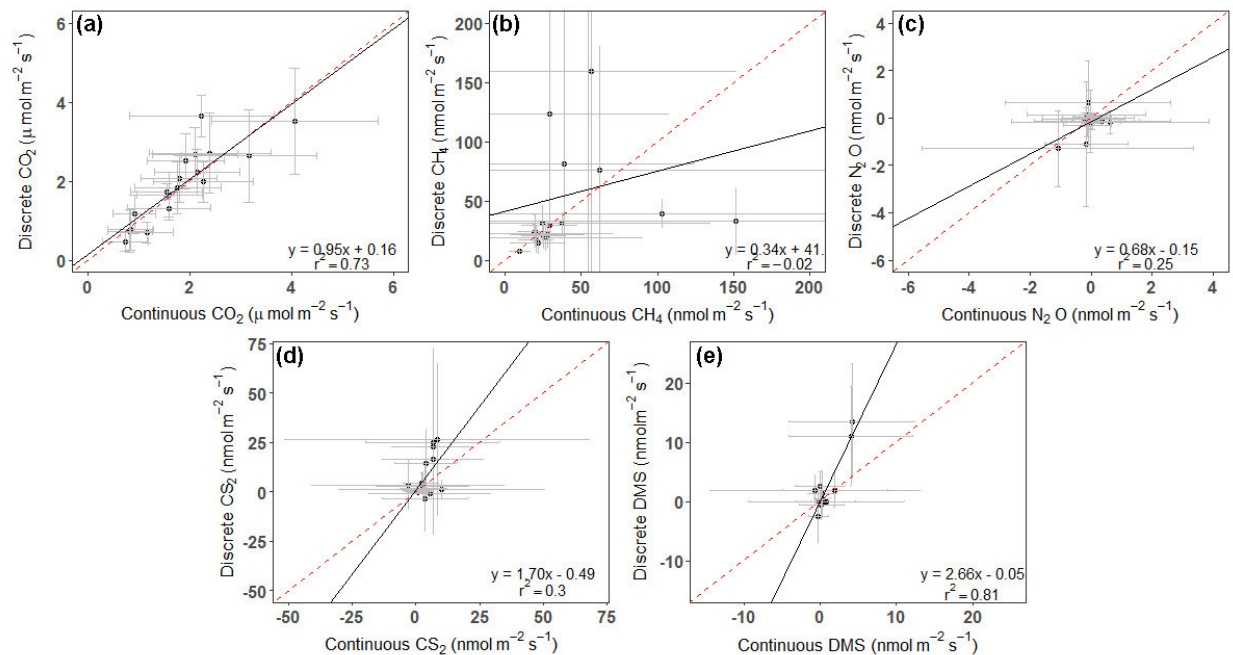 (a)
Discrete CO₂ (μ mol m⁻² s⁻¹)
6
4
2
0
y = 0.95x + 0.16
r² = 0.73
0 2 4 6
Continuous CO₂ (μ mol m⁻² s⁻¹)
(b)
Discrete CH₄ (nmol m⁻² s⁻¹)
200
150
100
50
0
y = 0.34x + 41.
r² = −0.02
0 50 100 150 200
Continuous CH₄ (nmol m⁻² s⁻¹)
(c)
Discrete N₂ O (nmol m⁻² s⁻¹)
4
2
0
-2
-4
-6
y = 0.68x - 0.15
r² = 0.25
-6 -4 -2 0 2 4
Continuous N₂ O (nmol m⁻² s⁻¹)
(d)
Discrete CS₂ (nmol m⁻² s⁻¹)
75
50
25
0
-25
-50
y = 1.70x - 0.49
r² = 0.3
-50 -25 0 25 50 75
Continuous CS₂ (nmol m⁻² s⁻¹)
(e)
Discrete DMS (nmol m⁻² s⁻¹)
20
10
0
-10
y = 2.66x - 0.05
r² = 0.81
-10 0 10 20
Continuous DMS (nmol m⁻² s⁻¹)